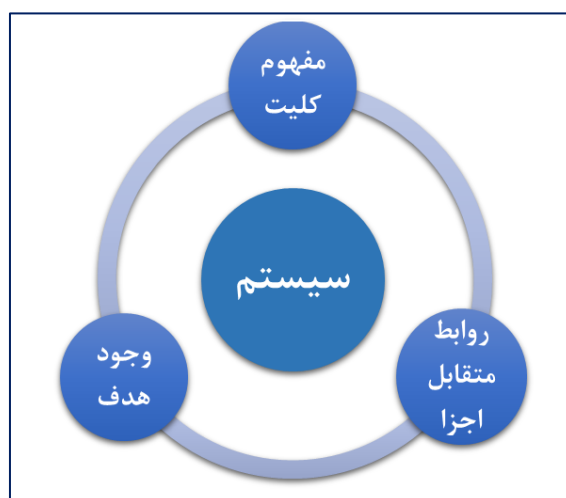 مفهوم
کلیت
سیستم
روابط
متقابل
اجزا
وجود
هدف